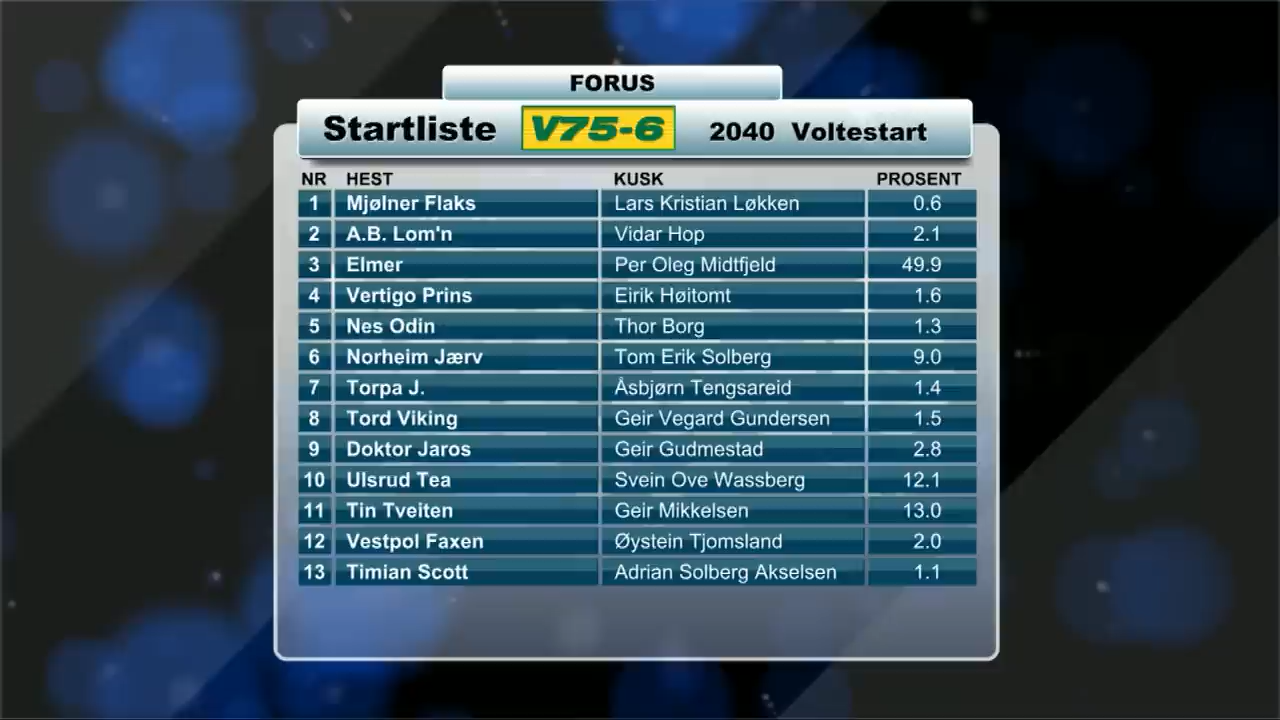 FORUS
Startliste V75-6 2040 Voltestart
NR HEST KUSK PROSENT
1 Mjølner Flaks Lars Kristian Løkken 0.6
2 A.B. Lom'n Vidar Hop 2.1
3 Elmer Per Oleg Midtfjeld 49.9
4 Vertigo Prins Eirik Høitomt 1.6
5 Nes Odin Thor Borg 1.3
6 Norheim Jærv Tom Erik Solberg 9.0
7 Torpa J. Åsbjørn Tengsareid 1.4
8 Tord Viking Geir Vegard Gundersen 1.5
9 Doktor Jaros Geir Gudmestad 2.8
10 Ulsrud Tea Svein Ove Wassberg 12.1
11 Tin Tveiten Geir Mikkelsen 13.0
12 Vestpol Faxen Øystein Tjomsland 2.0
13 Timian Scott Adrian Solberg Akselsen 1.1